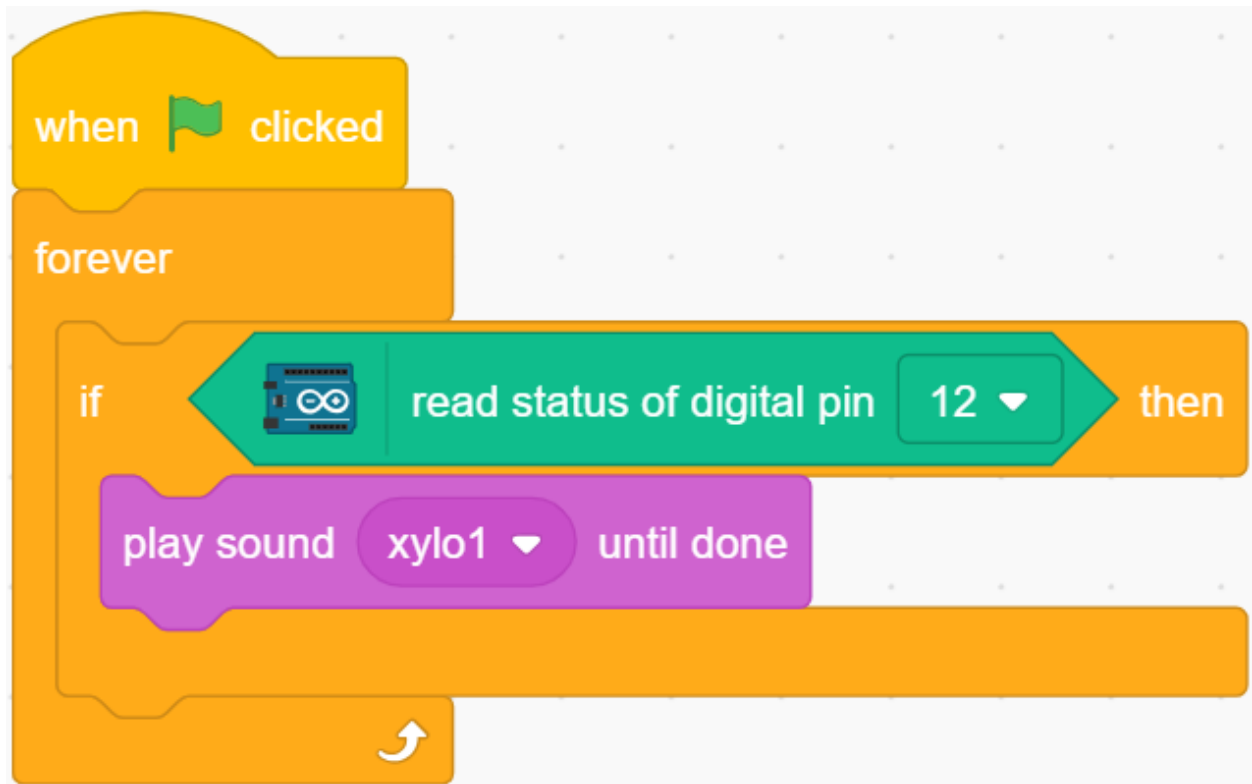 when clicked
forever
if read status of digital pin 12 then
play sound xylo1 until done